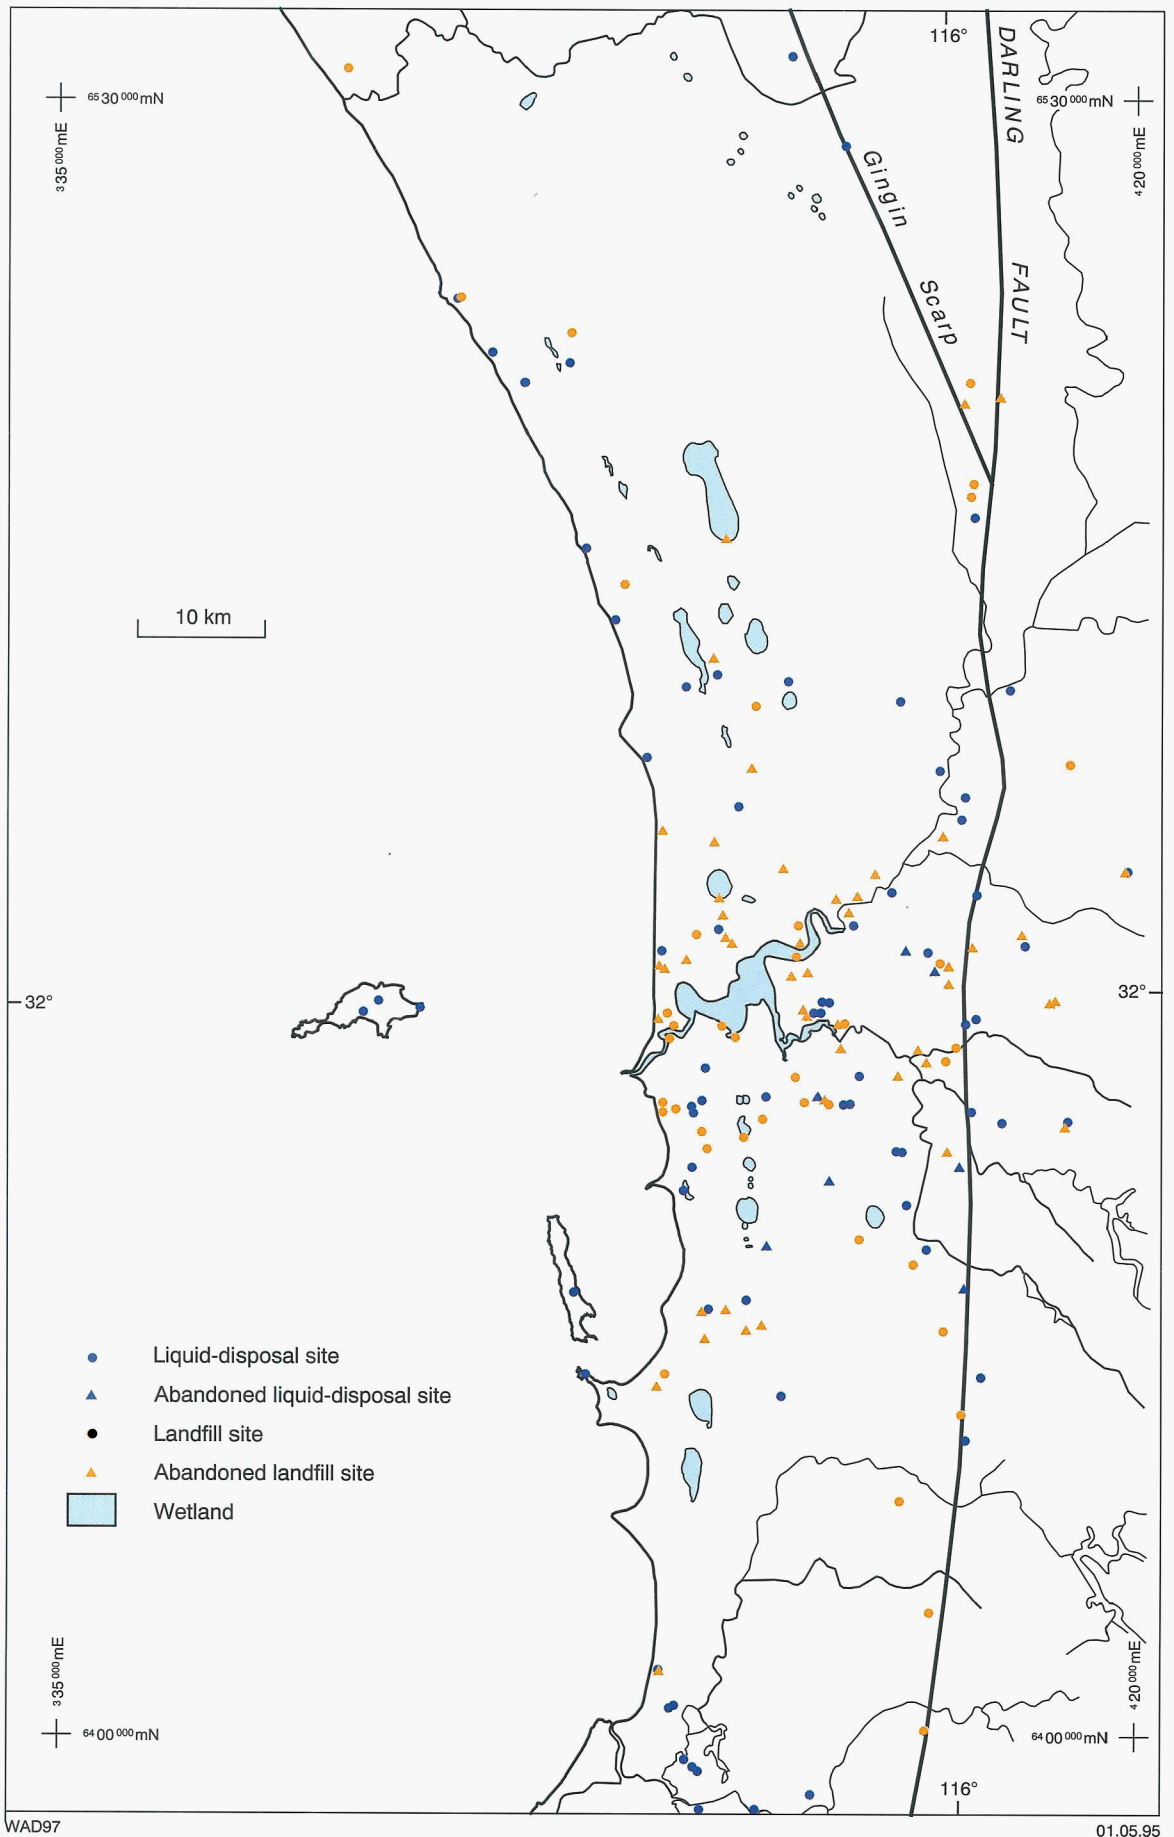 116°
DARLING
6530 000mN
6530 000mN
335 000mE
420 000mE
Gingin
FAULT
Scarp
10 km
32°
32°
Liquid-disposal site
Abandoned liquid-disposal site
Landfill site
Abandoned landfill site
Wetland
335 000mE
420 000mE
6400 000mN
6400 000mN
116°
WAD97
01.05.95